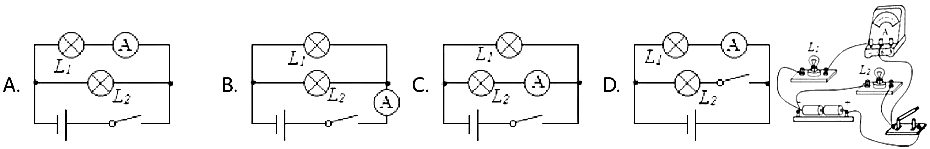 A. L1 A L2
B. L1 L2 A
C. L1 L2 A
D. L1 A L2
A L1 L2 +